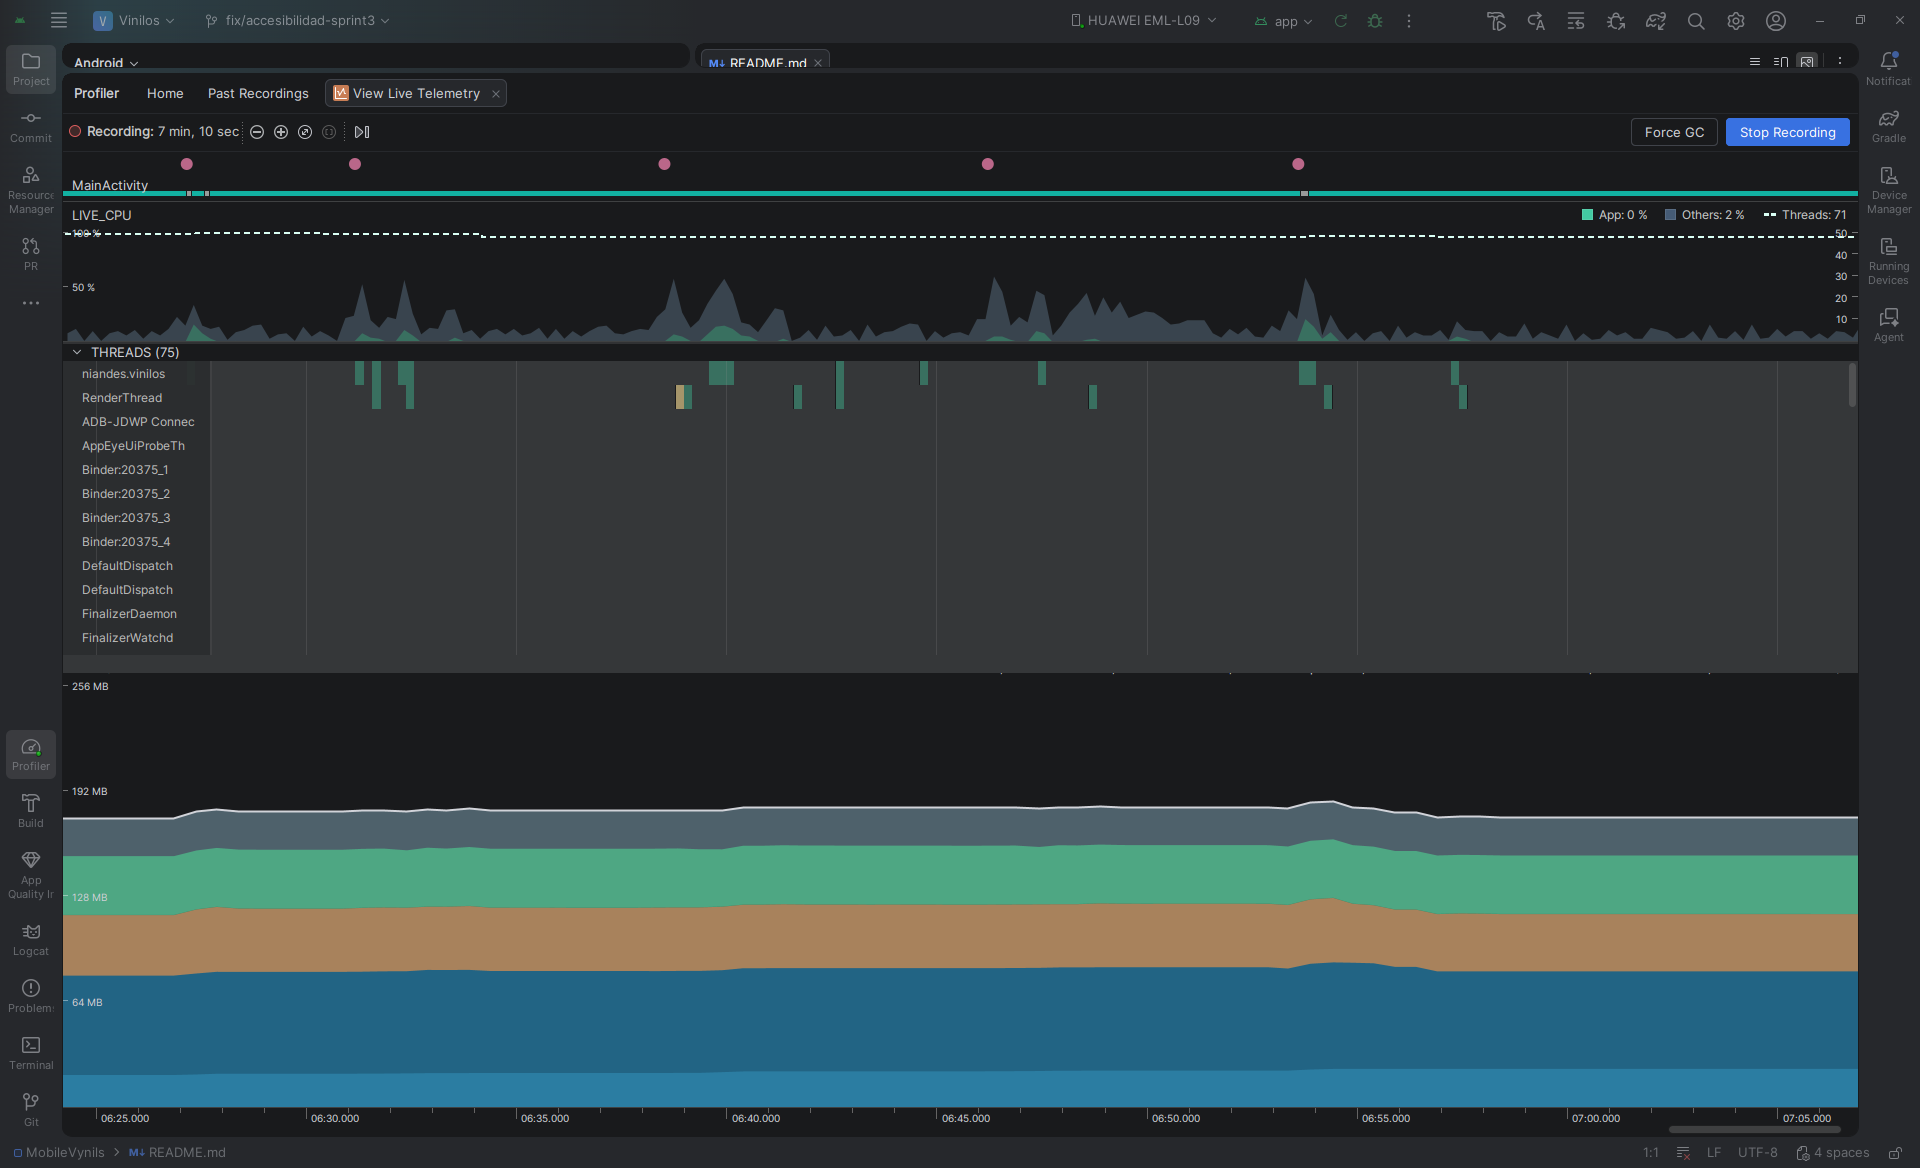 V Vinilos fix/accesibilidad-sprint3 HUAWEI EML-L09 app
Project
Commit
Resource
Manager
PR
Profiler
Build
App
Quality In
Logcat
Problem
Terminal
Git
Android
README.md
Profiler Home Past Recordings View Live Telemetry
Recording: 7 min, 10 sec Force GC Stop Recording
MainActivity
LIVE_CPU App: 0 % Others: 2 % Threads: 71
100 % 50
40
50 % 30
20
10
THREADS (75)
niandes.vinilos
RenderThread
ADB-JDWP Connec
AppEyeUiProbeTh
Binder:20375_1
Binder:20375_2
Binder:20375_3
Binder:20375_4
DefaultDispatch
DefaultDispatch
FinalizerDaemon
FinalizerWatchd
256 MB
192 MB
128 MB
64 MB
06:25.000 06:30.000 06:35.000 06:40.000 06:45.000 06:50.000 06:55.000 07:00.000 07:05.000
Notificat
Gradle
Device
Manager
Running
Devices
Agent
MobileVynils README.md 1:1 LF UTF-8 4 spaces